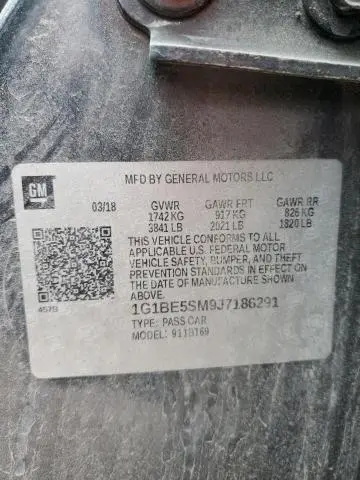 GM
MFD BY GENERAL MOTORS LLC
03/18 GVWR GAWR FRT GAWR RR
1742 KG 917 KG 826 KG
3841 LB 2021 LB 1820 LB
THIS VEHICLE CONFORMS TO ALL
APPLICABLE U.S. FEDERAL MOTOR
VEHICLE SAFETY, BUMPER, AND THEFT
PREVENTION STANDARDS IN EFFECT ON
THE DATE OF MANUFACTURE SHOWN
ABOVE.
1G1BE5SM9J7186291
TYPE: PASS CAR
MODEL: